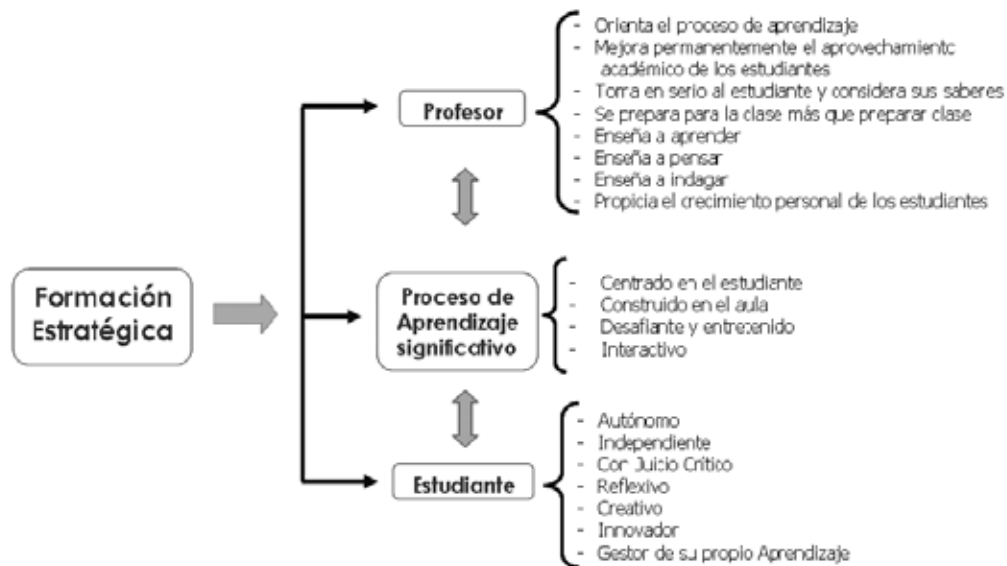 Formación
Estratégica
Profesor
- Orienta el proceso de aprendizaje
- Mejora permanentemente el aprovechamiento
académico de los estudiantes
- Torra en serio al estudiante y considera sus saberes
- Se prepara para la clase más que preparar clase
- Enseña a aprender
- Enseña a pensar
- Enseña a indagar
- Propicia el crecimiento personal de los estudiantes
Proceso de
Aprendizaje
significativo
- Centrado en el estudiante
- Construido en el aula
- Desafiante y entretenido
- Interactivo
Estudiante
- Autónomo
- Independiente
- Con Juicio Crítico
- Reflexivo
- Creativo
- Innovador
- Gestor de su propio Aprendizaje